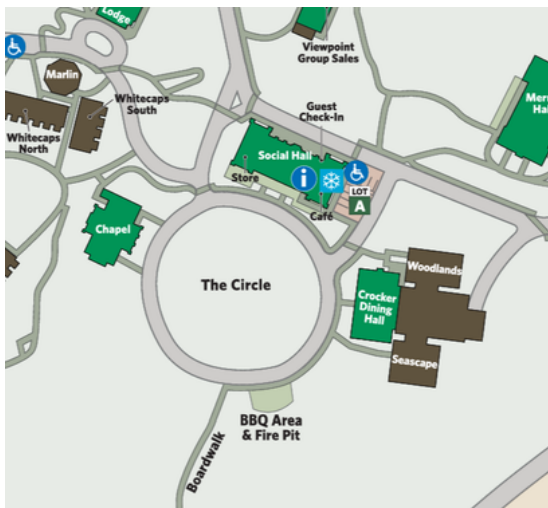 Lodge
Viewpoint
Group Sales
Marlin
Whitecaps
South
Whitecaps
North
Guest
Check-In
Social Hall
Store
i
Café
LOT
A
Chapel
The Circle
Woodlands
Crocker
Dining
Hall
Seascape
BBQ Area
& Fire Pit
Boardwalk